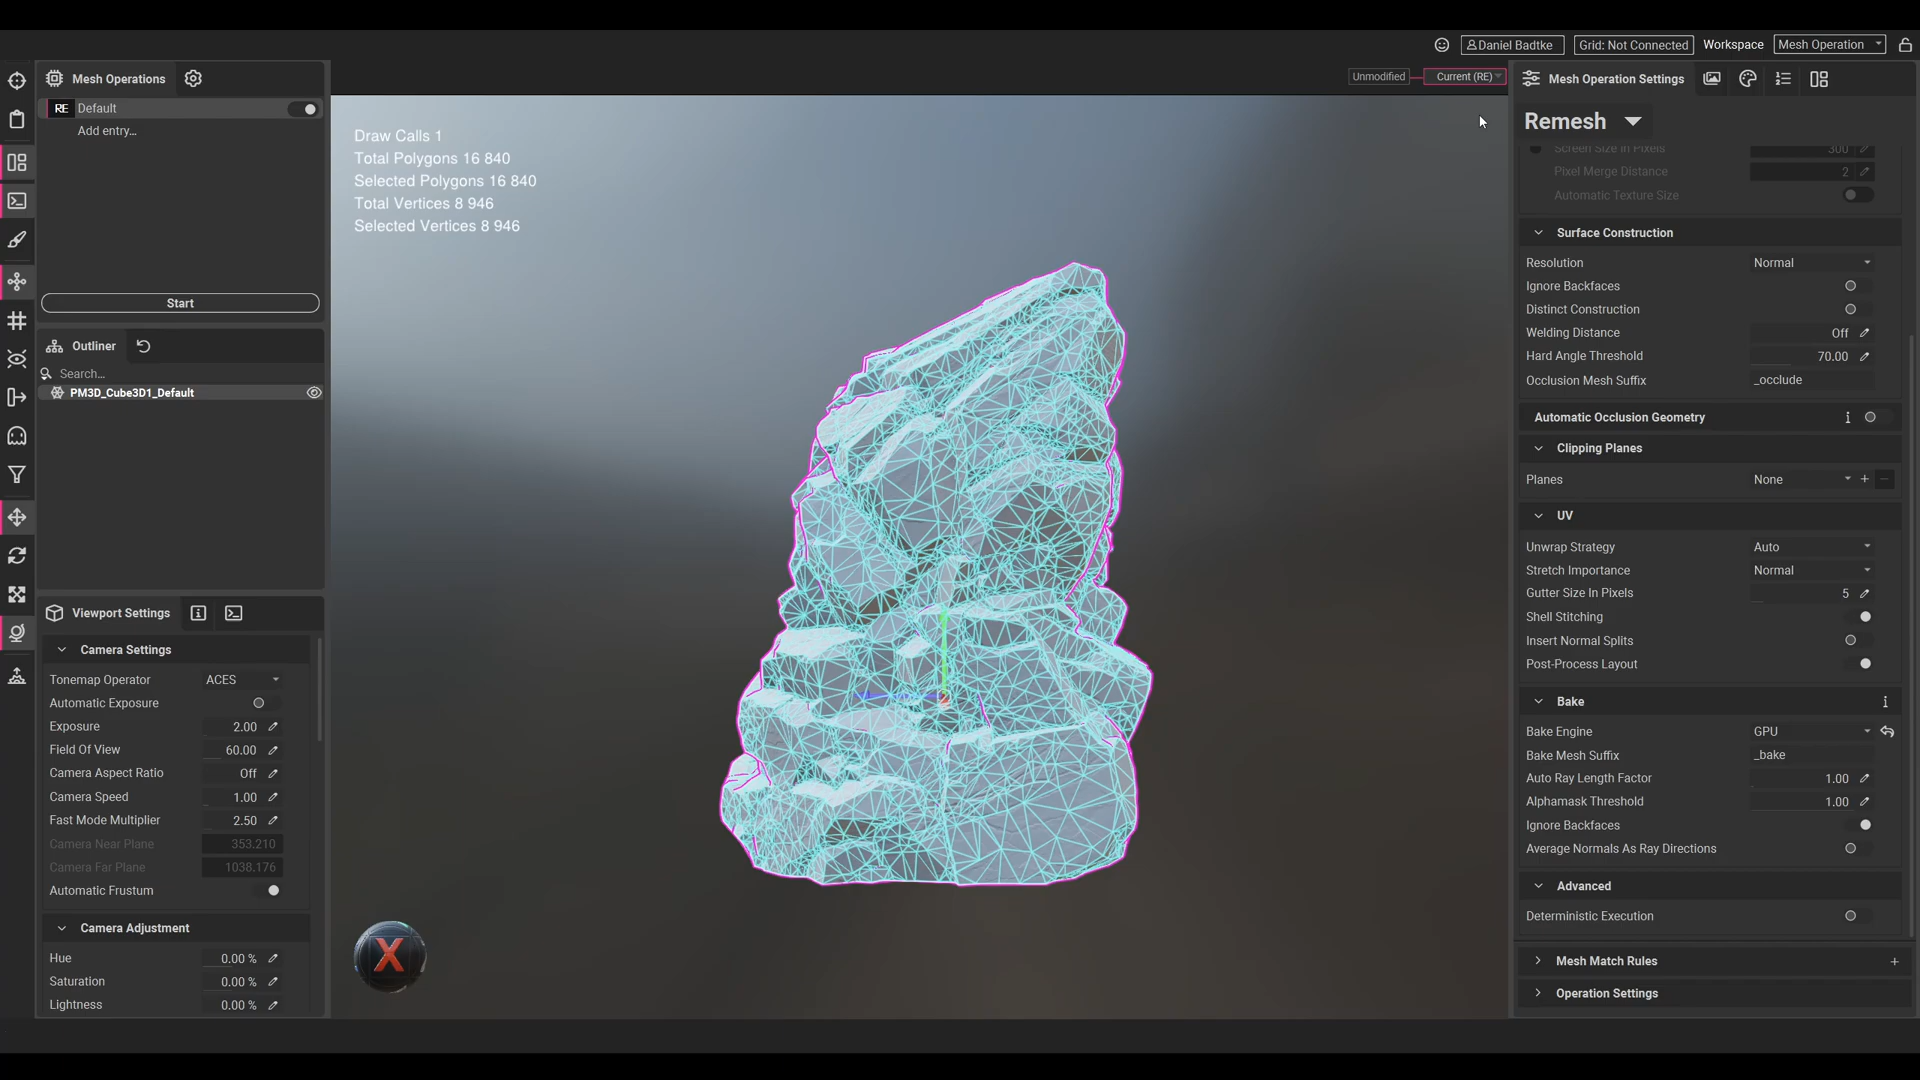 Daniel Badtke
Grid: Not Connected
Workspace
Mesh Operation
Mesh Operations
RE Default
Add entry...
Start
Outliner
Search...
PM3D_Cube3D1_Default
Viewport Settings
Camera Settings
Tonemap Operator ACES
Automatic Exposure
Exposure 2.00
Field Of View 60.00
Camera Aspect Ratio Off
Camera Speed 1.00
Fast Mode Multiplier 2.50
Camera Near Plane 353.210
Camera Far Plane 1038.176
Automatic Frustum
Camera Adjustment
Hue 0.00 %
Saturation 0.00 %
Lightness 0.00 %
Unmodified
Current (RE)
Draw Calls 1
Total Polygons 16 840
Selected Polygons 16 840
Total Vertices 8 946
Selected Vertices 8 946
X
Mesh Operation Settings
Remesh
Screen Size In Pixels 300
Pixel Merge Distance 2
Automatic Texture Size
Surface Construction
Resolution Normal
Ignore Backfaces
Distinct Construction
Welding Distance Off
Hard Angle Threshold 70.00
Occlusion Mesh Suffix _occlude
Automatic Occlusion Geometry
Clipping Planes
Planes None
UV
Unwrap Strategy Auto
Stretch Importance Normal
Gutter Size In Pixels 5
Shell Stitching
Insert Normal Splits
Post-Process Layout
Bake
Bake Engine GPU
Bake Mesh Suffix _bake
Auto Ray Length Factor 1.00
Alphamask Threshold 1.00
Ignore Backfaces
Average Normals As Ray Directions
Advanced
Deterministic Execution
Mesh Match Rules
Operation Settings